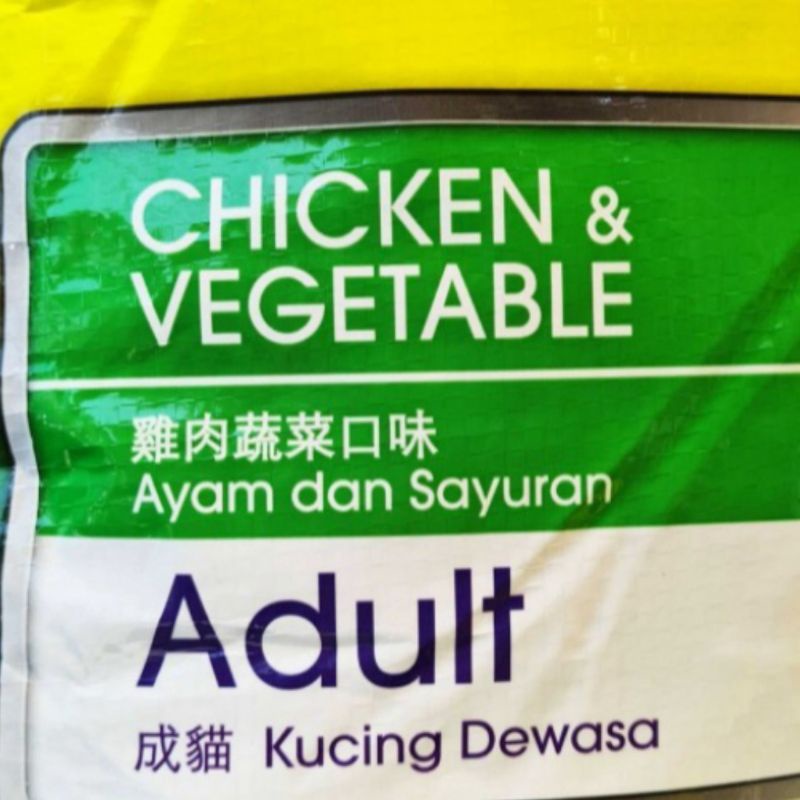 CHICKEN &
VEGETABLE
雞肉蔬菜口味
Ayam dan Sayuran
Adult
成貓 Kucing Dewasa